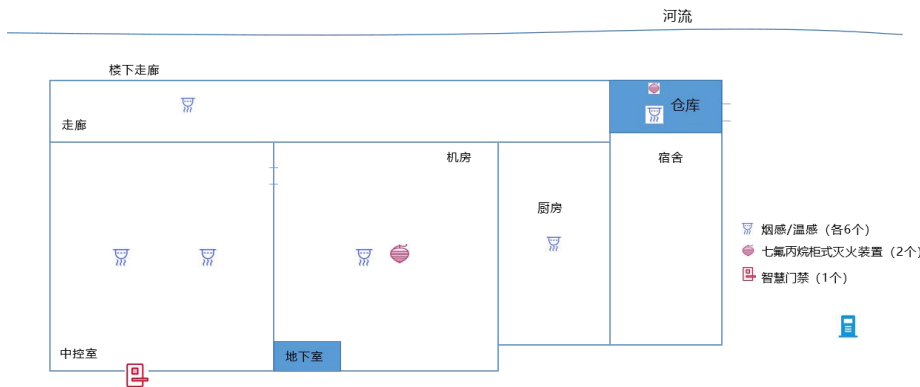 河流
楼下走廊
仓库
走廊
机房
宿舍
厨房
烟感/温感（各6个）
七氟丙烷柜式灭火装置（2个）
智慧门禁（1个）
中控室
地下室